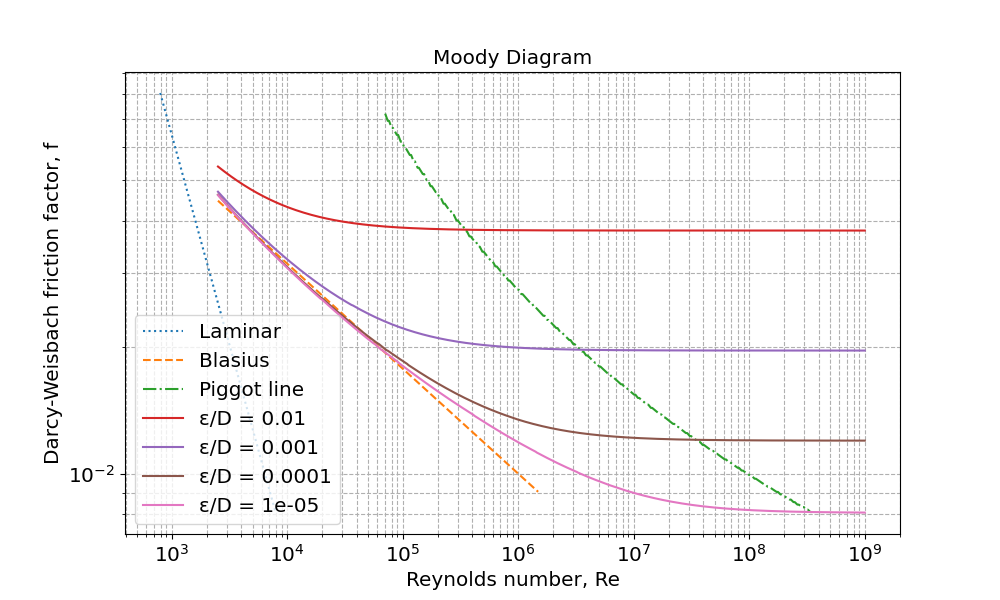 Moody Diagram
Darcy-Weisbach friction factor, f
10⁻²
Laminar
Blasius
Piggot line
ε/D = 0.01
ε/D = 0.001
ε/D = 0.0001
ε/D = 1e-05
10³ 10⁴ 10⁵ 10⁶ 10⁷ 10⁸ 10⁹
Reynolds number, Re